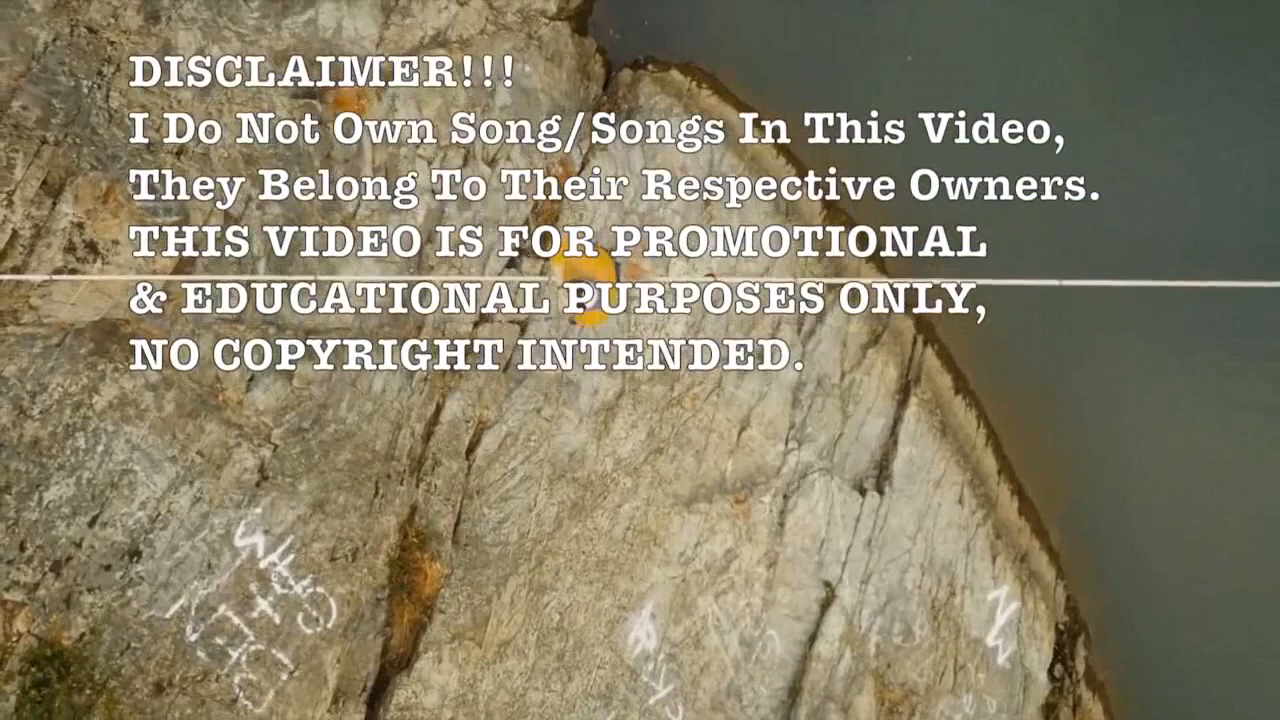 DISCLAIMER!!!
I Do Not Own Song/Songs In This Video,
They Belong To Their Respective Owners.
THIS VIDEO IS FOR PROMOTIONAL
& EDUCATIONAL PURPOSES ONLY,
NO COPYRIGHT INTENDED.